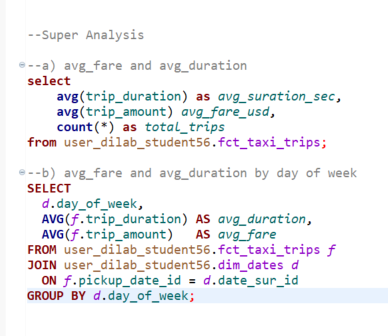 --Super Analysis
--a) avg_fare and avg_duration
select
avg(trip_duration) as avg_suration_sec,
avg(trip_amount) avg_fare_usd,
count(*) as total_trips
from user_dilab_student56.fct_taxi_trips;
--b) avg_fare and avg_duration by day of week
SELECT
d.day_of_week,
AVG(f.trip_duration) AS avg_duration,
AVG(f.trip_amount) AS avg_fare
FROM user_dilab_student56.fct_taxi_trips f
JOIN user_dilab_student56.dim_dates d
ON f.pickup_date_id = d.date_sur_id
GROUP BY d.day_of_week;